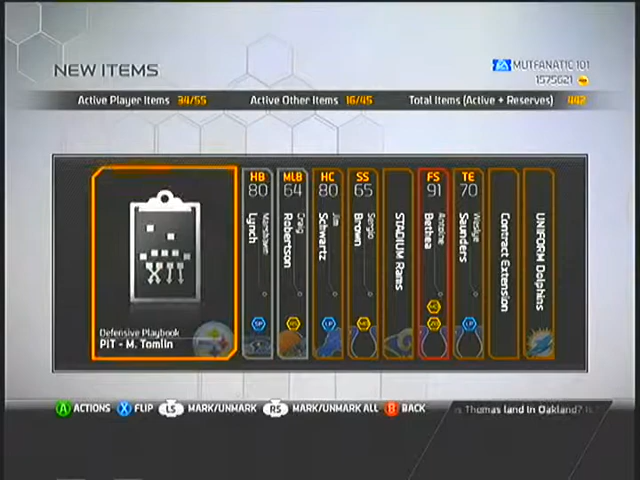 NEW ITEMS
MUTFANATIC 101
1575621
Active Player Items 34/55 Active Other Items 16/45 Total Items (Active + Reserves) 442
Defensive Playbook
PIT - M. Tomlin
HB
80
Marshawn
Lynch
MLB
64
Craig
Robertson
HC
80
Jim
Schwartz
SS
65
Sergio
Brown
STADIUM Rams
FS
91
Antoine
Bethea
TE
70
Weslye
Saunders
Contract Extension
UNIFORM Dolphins
A ACTIONS X FLIP LS MARK/UNMARK RS MARK/UNMARK ALL B BACK
Thomas land in Oakland?